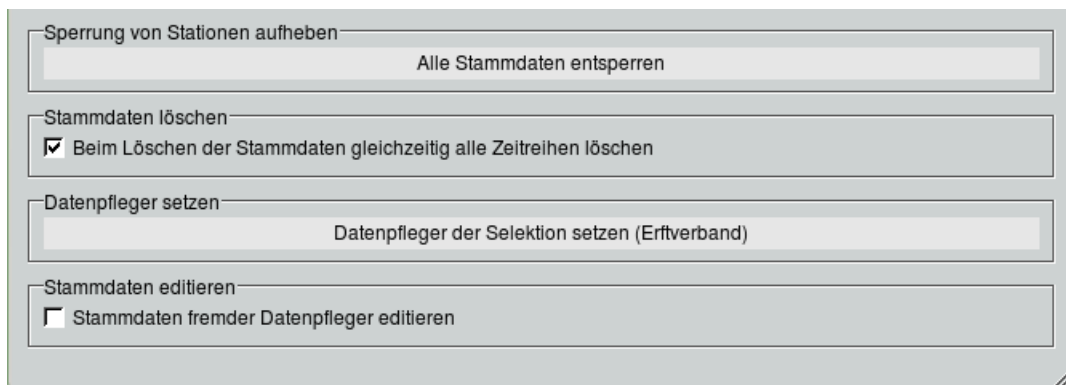 Sperrung von Stationen aufheben
Alle Stammdaten entsperren
Stammdaten löschen
Beim Löschen der Stammdaten gleichzeitig alle Zeitreihen löschen
Datenpfleger setzen
Datenpfleger der Selektion setzen (Erftverband)
Stammdaten editieren
Stammdaten fremder Datenpfleger editieren